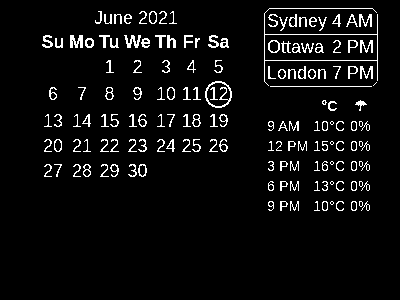 June 2021
Su Mo Tu We Th Fr Sa
1 2 3 4 5
6 7 8 9 10 11 12
13 14 15 16 17 18 19
20 21 22 23 24 25 26
27 28 29 30
Sydney 4 AM
Ottawa 2 PM
London 7 PM
°C ☂
9 AM 10°C 0%
12 PM 15°C 0%
3 PM 16°C 0%
6 PM 13°C 0%
9 PM 10°C 0%